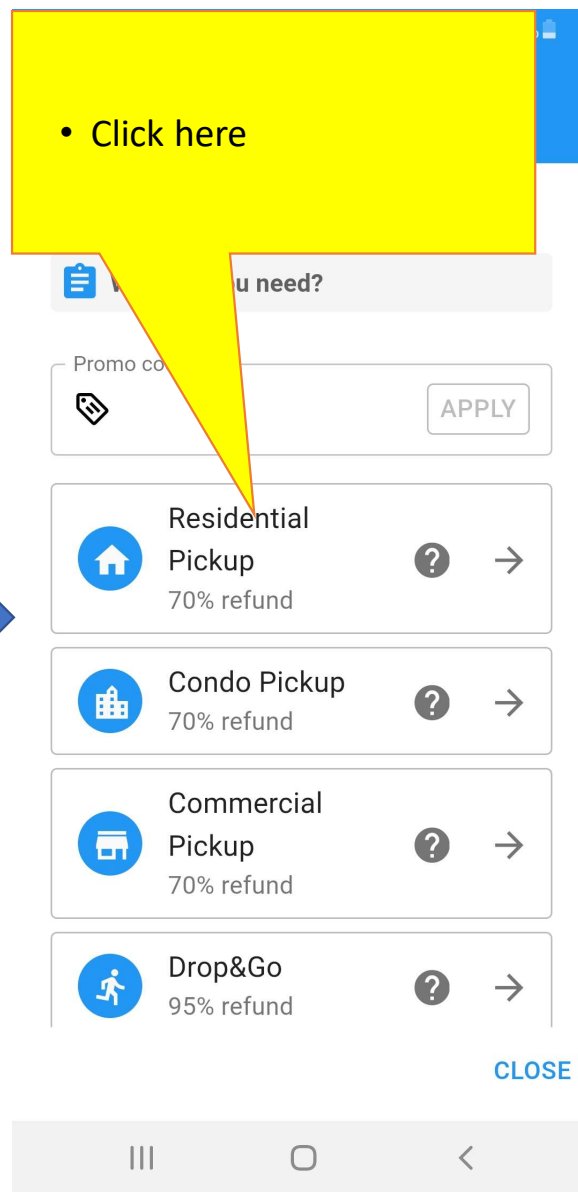 • Click here
u need?
Promo co
APPLY
Residential
Pickup
70% refund
Condo Pickup
70% refund
Commercial
Pickup
70% refund
Drop&Go
95% refund
CLOSE